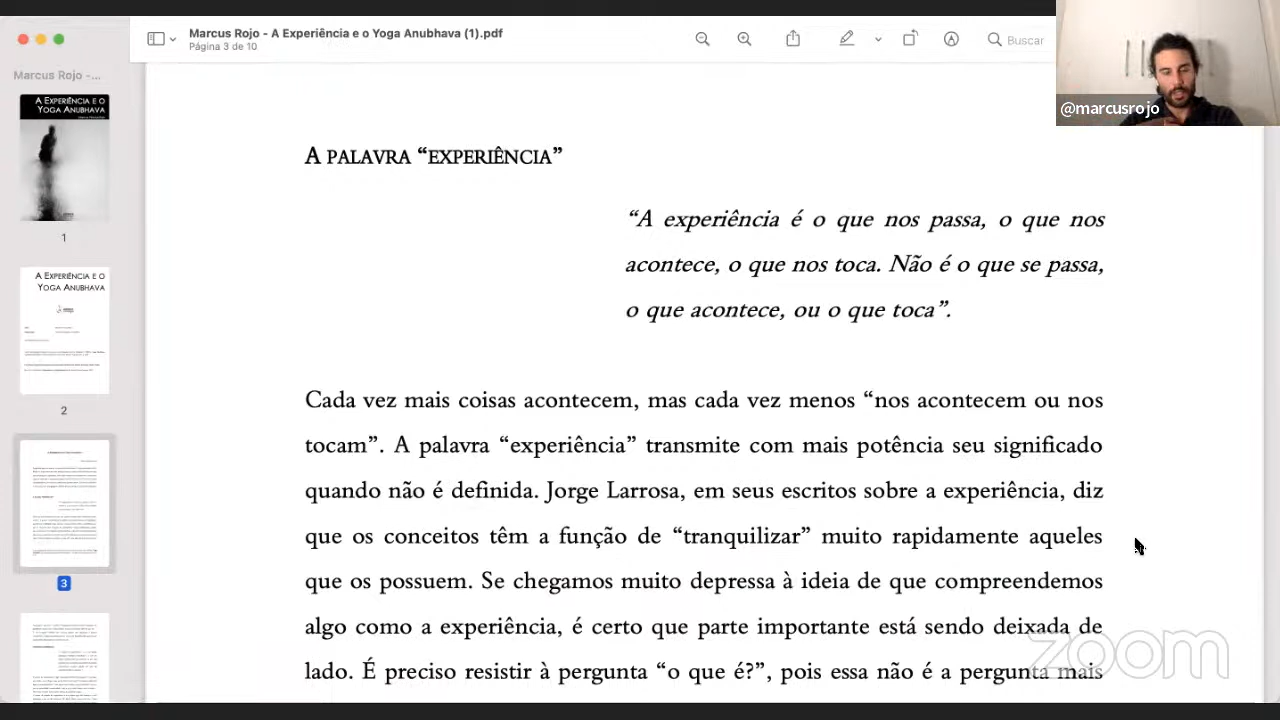 Marcus Rojo - A Experiência e o Yoga Anubhava (1).pdf
Página 3 de 10
Buscar
@marcusrojo
Marcus Rojo -...
A EXPERIÊNCIA E O
YOGA ANUBHAVA
1
A EXPERIÊNCIA E O
YOGA ANUBHAVA
2
3
A PALAVRA “EXPERIÊNCIA”
“A experiência é o que nos passa, o que nos
acontece, o que nos toca. Não é o que se passa,
o que acontece, ou o que toca”.
Cada vez mais coisas acontecem, mas cada vez menos “nos acontecem ou nos
tocam”. A palavra “experiência” transmite com mais potência seu significado
quando não é definida. Jorge Larrosa, em seus escritos sobre a experiência, diz
que os conceitos têm a função de “tranquilizar” muito rapidamente aqueles
que os possuem. Se chegamos muito depressa à ideia de que compreendemos
algo como a experiência, é certo que parte importante está sendo deixada de
lado. É preciso resistir à pergunta “o que é?”, pois essa não é a pergunta mais
zoom